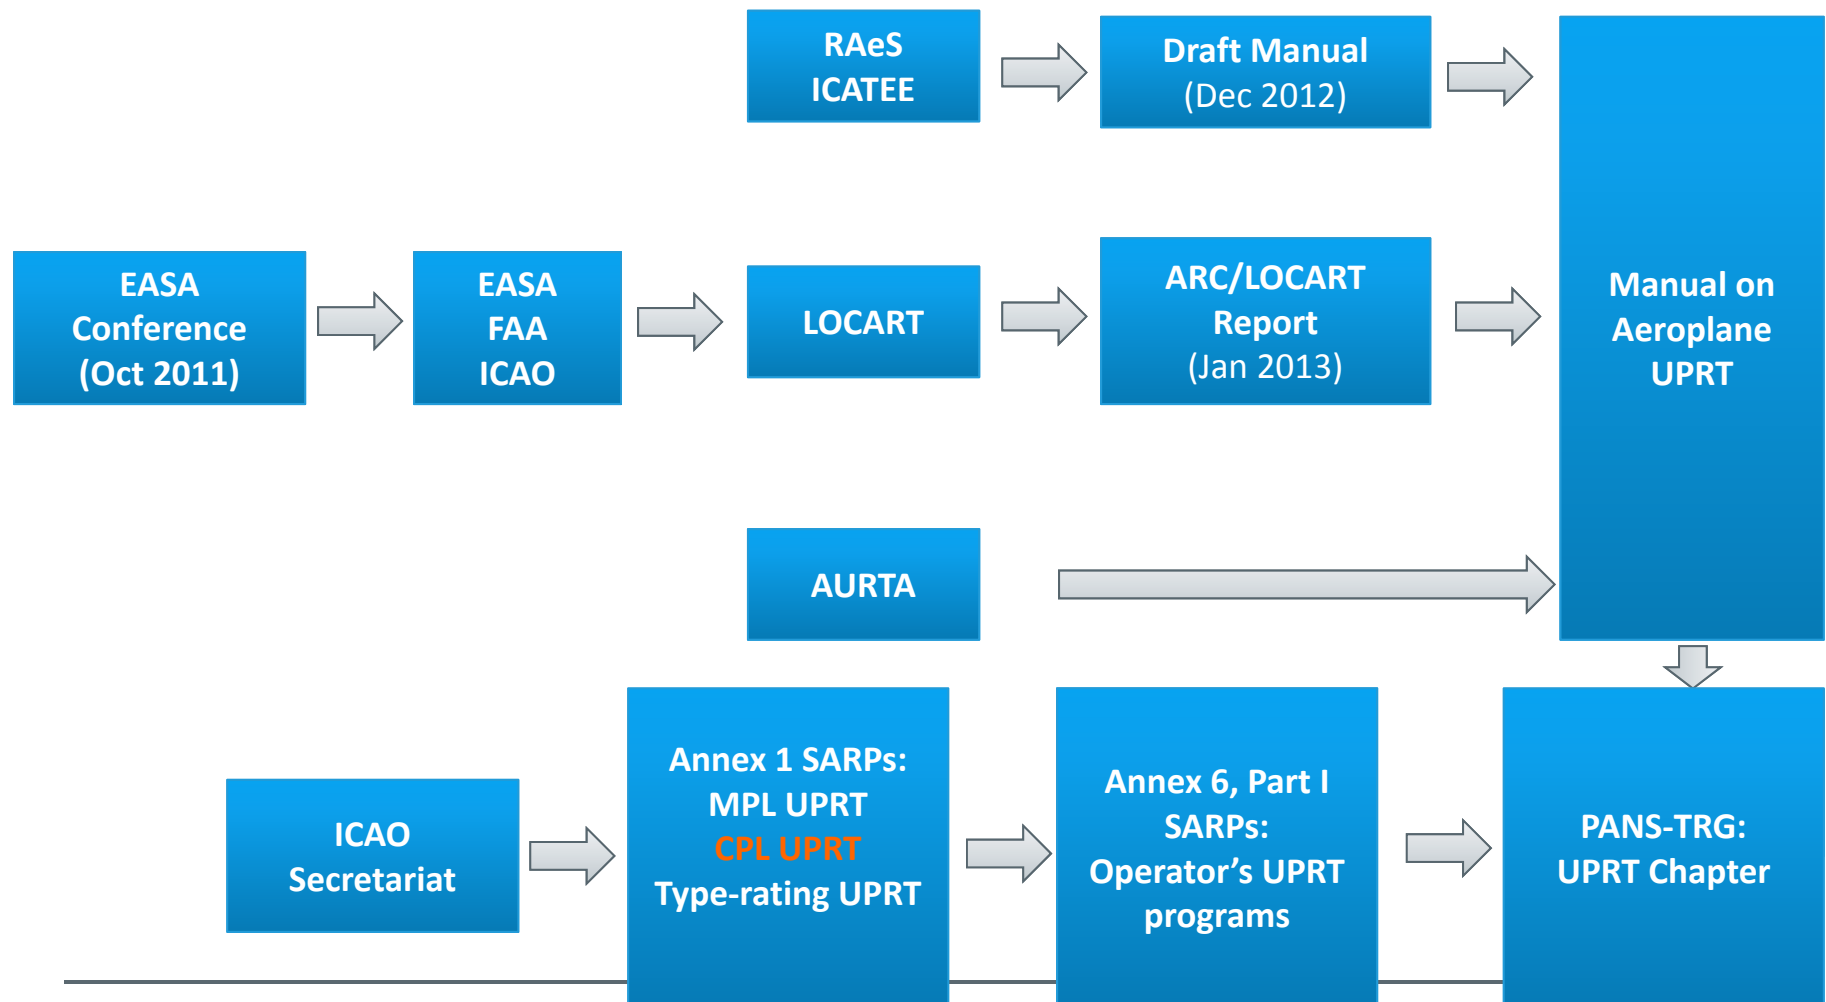 RAeS
ICATEE
Draft Manual
(Dec 2012)
EASA
Conference
(Oct 2011)
EASA
FAA
ICAO
LOCART
ARC/LOCART
Report
(Jan 2013)
Manual on
Aeroplane
UPRT
AURTA
ICAO
Secretariat
Annex 1 SARPs:
MPL UPRT
CPL UPRT
Type-rating UPRT
Annex 6, Part I
SARPs:
Operator’s UPRT
programs
PANS-TRG:
UPRT Chapter